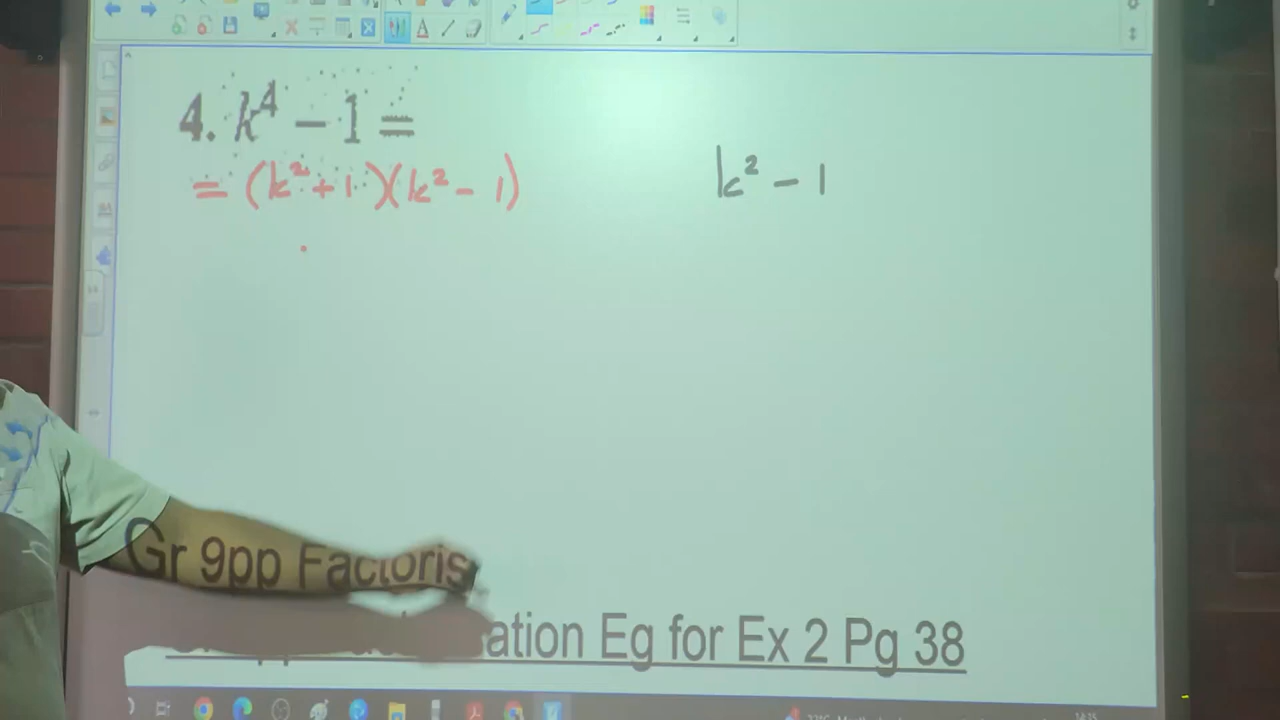 4. k⁴ - 1 =
= (k² + 1)(k² - 1)
k² - 1
Gr 9pp Factoris
ation Eg for Ex 2 Pg 38